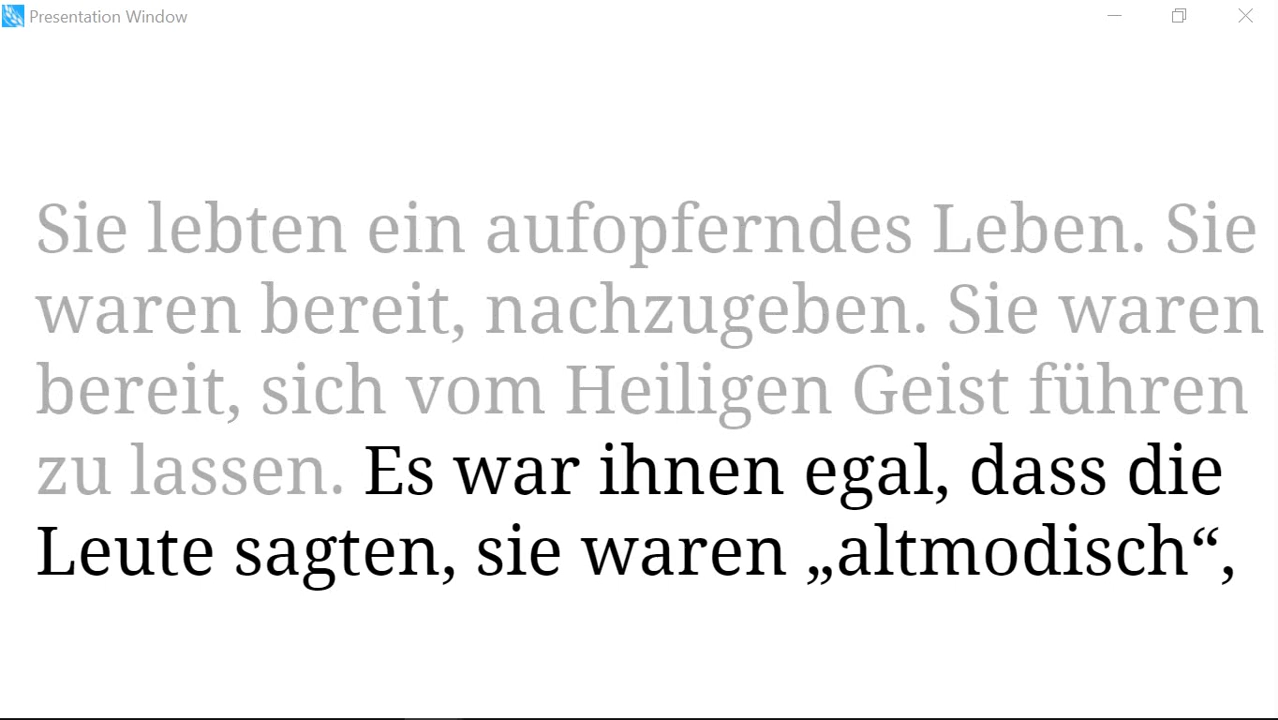 Presentation Window
Sie lebten ein aufopferndes Leben. Sie
waren bereit, nachzugeben. Sie waren
bereit, sich vom Heiligen Geist führen
zu lassen. Es war ihnen egal, dass die
Leute sagten, sie waren „altmodisch“,